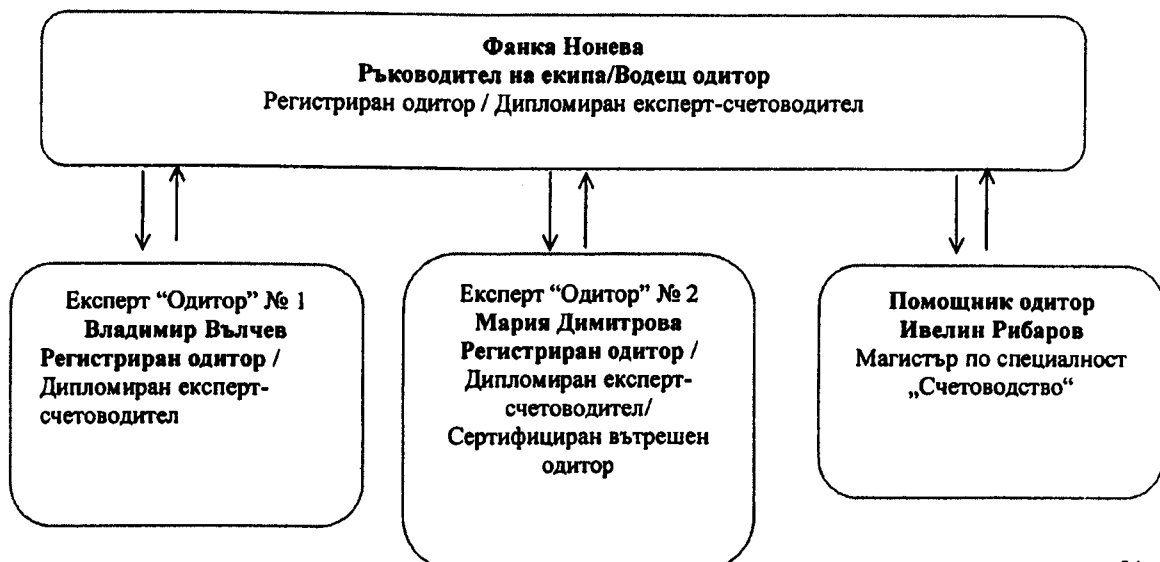 Фанка Нонева
Ръководител на екипа/Водещ одитор
Регистриран одитор / Дипломиран експерт-счетоводител
Експерт “Одитор” № 1
Владимир Вълчев
Регистриран одитор /
Дипломиран експерт-
счетоводител
Експерт “Одитор” № 2
Мария Димитрова
Регистриран одитор /
Дипломиран експерт-
счетоводител/
Сертифициран вътрешен
одитор
Помощник одитор
Ивелин Рибаров
Магистър по специалност
„Счетоводство“